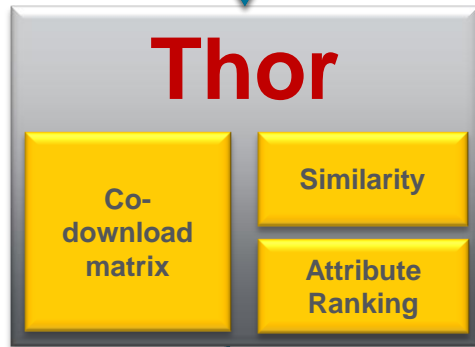 Thor
Co-
download
matrix
Similarity
Attribute
Ranking